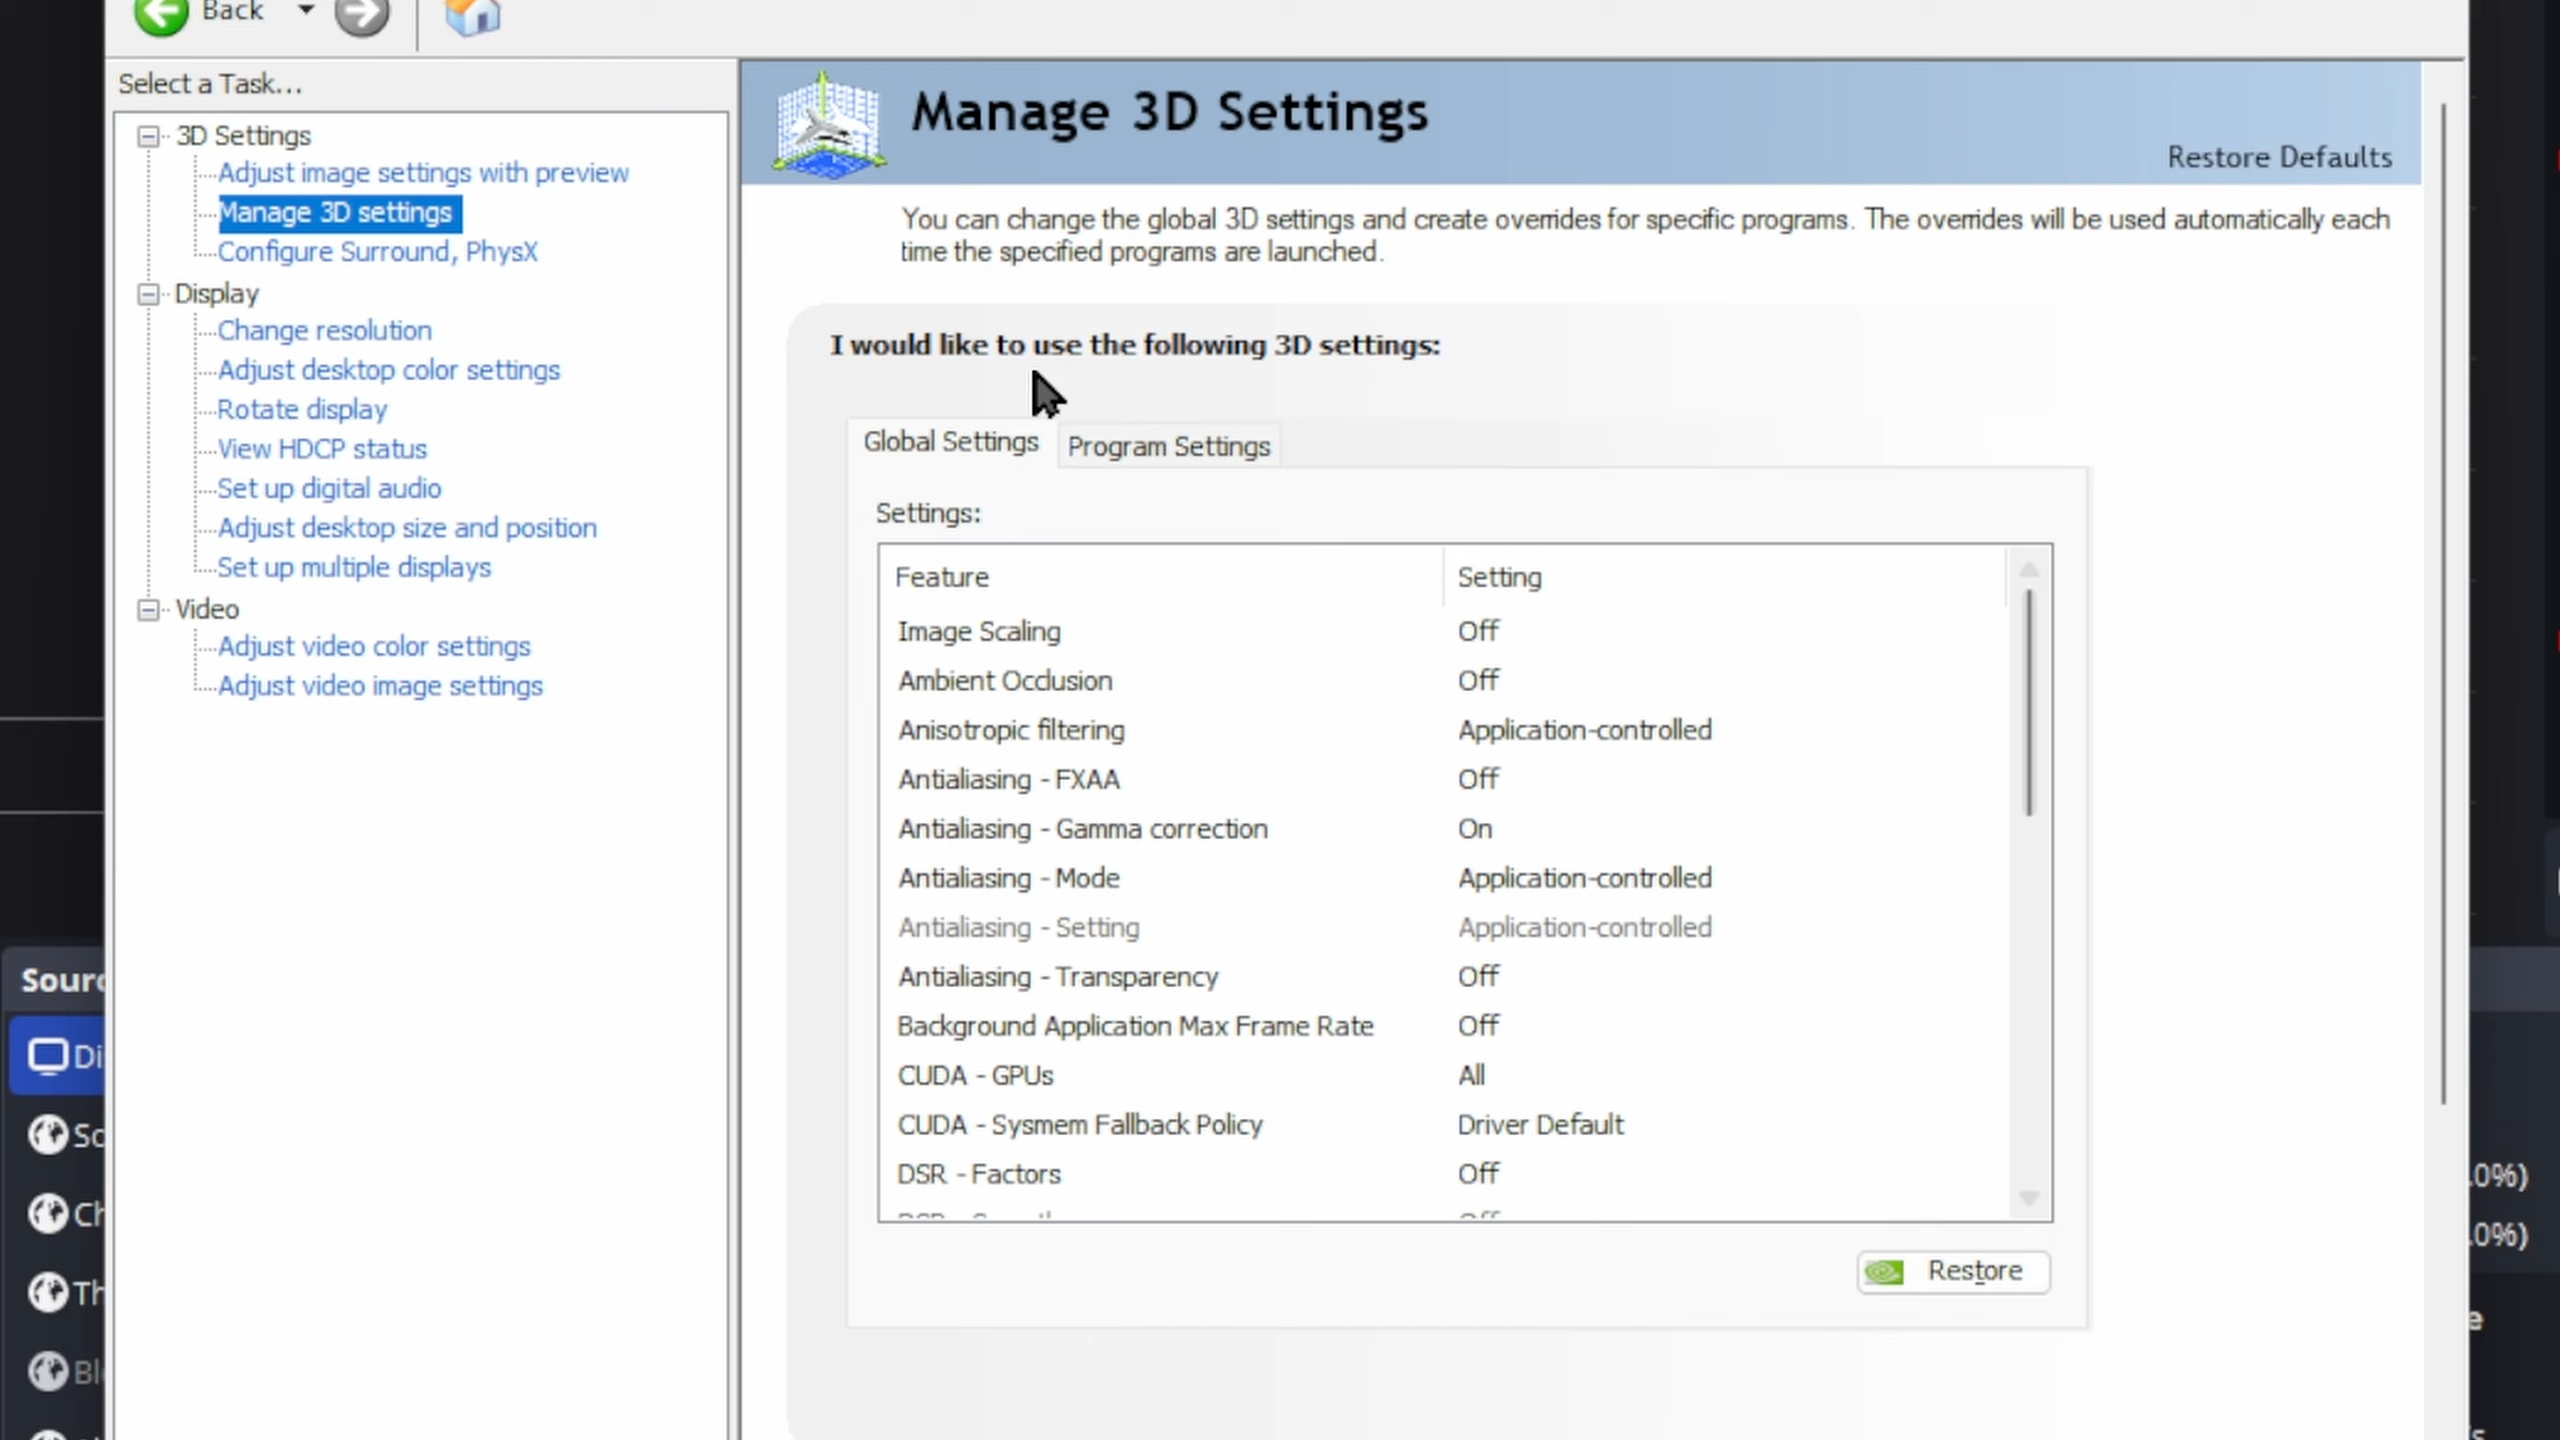 Back
Select a Task...
3D Settings
Adjust image settings with preview
Manage 3D settings
Configure Surround, PhysX
Display
Change resolution
Adjust desktop color settings
Rotate display
View HDCP status
Set up digital audio
Adjust desktop size and position
Set up multiple displays
Video
Adjust video color settings
Adjust video image settings
Manage 3D Settings
Restore Defaults
You can change the global 3D settings and create overrides for specific programs. The overrides will be used automatically each
time the specified programs are launched.
I would like to use the following 3D settings:
Global Settings Program Settings
Settings:
Feature Setting
Image Scaling Off
Ambient Occlusion Off
Anisotropic filtering Application-controlled
Antialiasing - FXAA Off
Antialiasing - Gamma correction On
Antialiasing - Mode Application-controlled
Antialiasing - Setting Application-controlled
Antialiasing - Transparency Off
Background Application Max Frame Rate Off
CUDA - GPUs All
CUDA - Sysmem Fallback Policy Driver Default
DSR - Factors Off
Restore
.0%)
.0%)